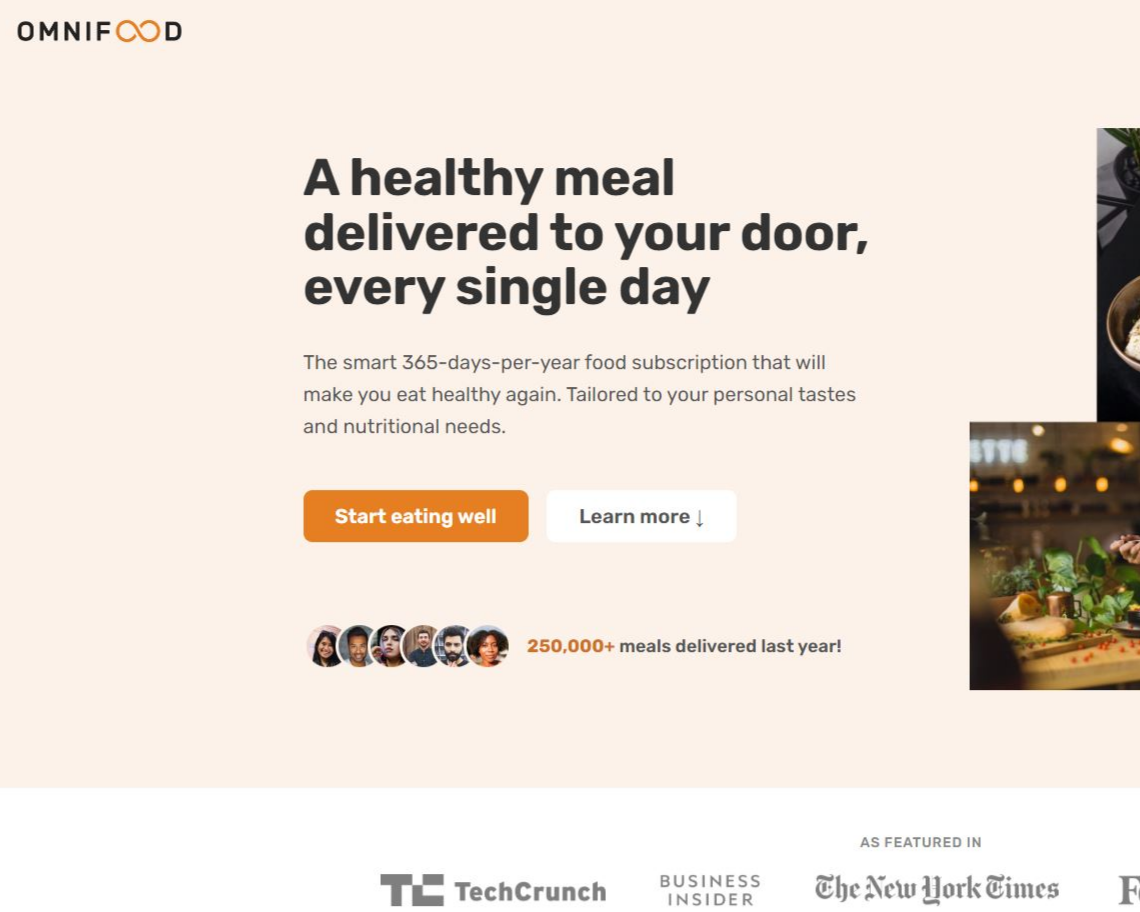 OMNIFOOD
A healthy meal
delivered to your door,
every single day
The smart 365-days-per-year food subscription that will
make you eat healthy again. Tailored to your personal tastes
and nutritional needs.
Start eating well
Learn more ↓
250,000+ meals delivered last year!
AS FEATURED IN
TechCrunch
BUSINESS
INSIDER
The New York Times